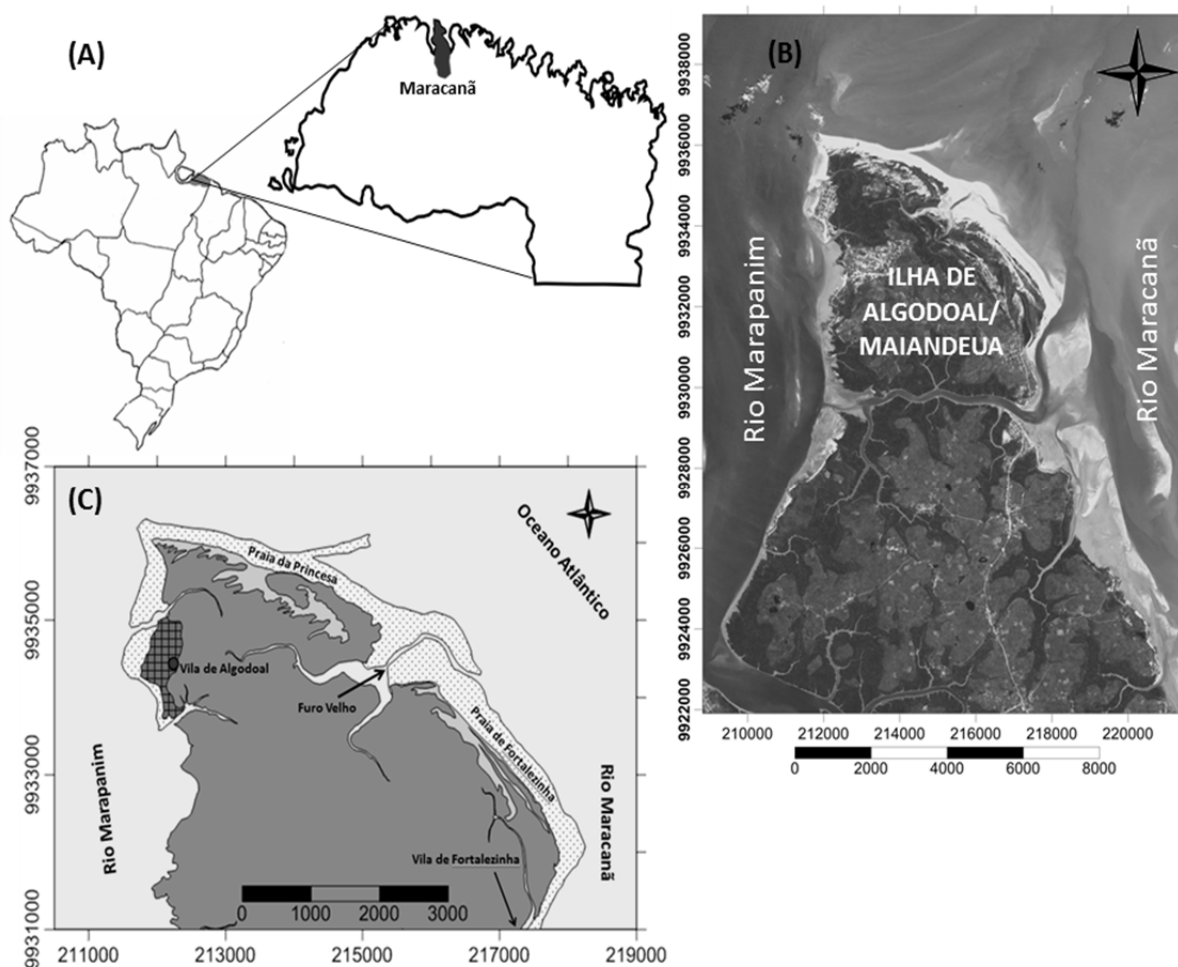 (A)
Maracanã
(B)
9938000
9936000
9934000
9932000
9930000
9928000
9926000
9924000
9922000
Rio Marapanim
ILHA DE
ALGODOAL/
MAIANDEUA
Rio Maracanã
210000 212000 214000 216000 218000 220000
0 2000 4000 6000 8000
(C)
9937000
9935000
9933000
9931000
Oceano Atlântico
Praia da Princesa
Vila de Algodoal
Furo Velho
Praia de Fortalezinha
Rio Marapanim
Rio Maracanã
Vila de Fortalezinha
0 1000 2000 3000
211000 213000 215000 217000 219000